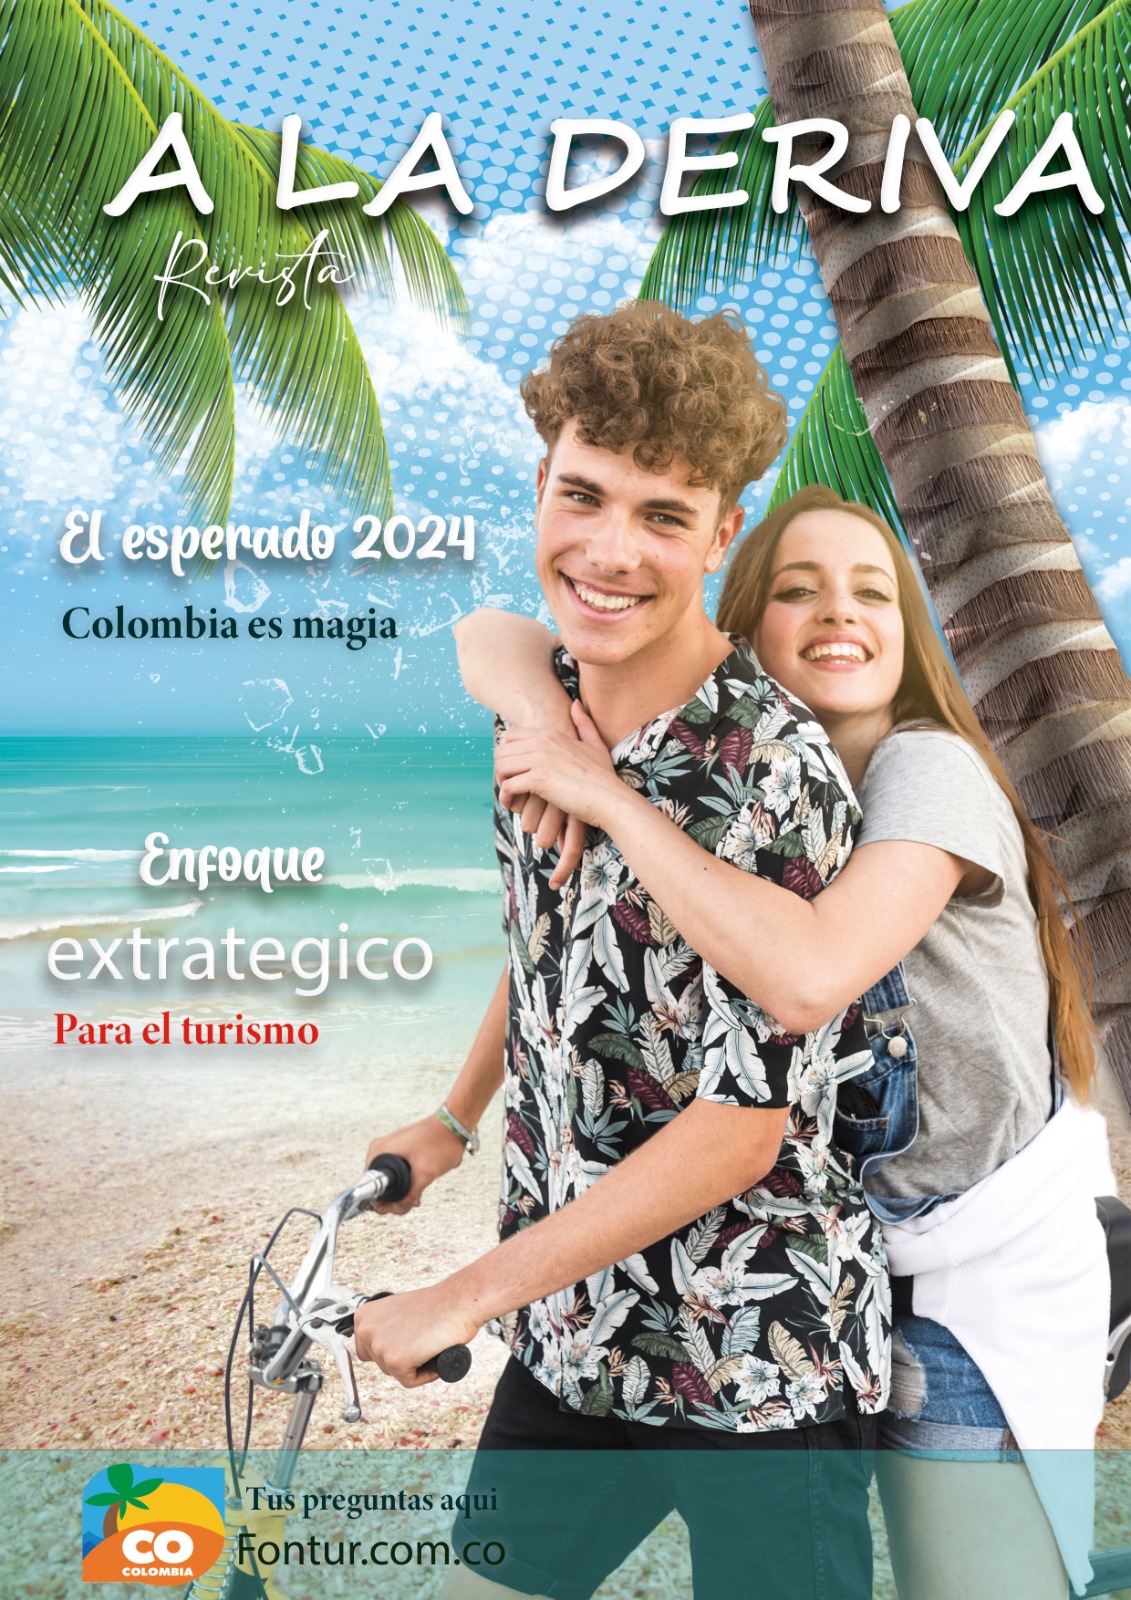 A LA DERIVA
Revista
El esperado 2024
Colombia es magia
Enfoque
extrategico
Para el turismo
Tus preguntas aqui
Fontur.com.co
CO
COLOMBIA